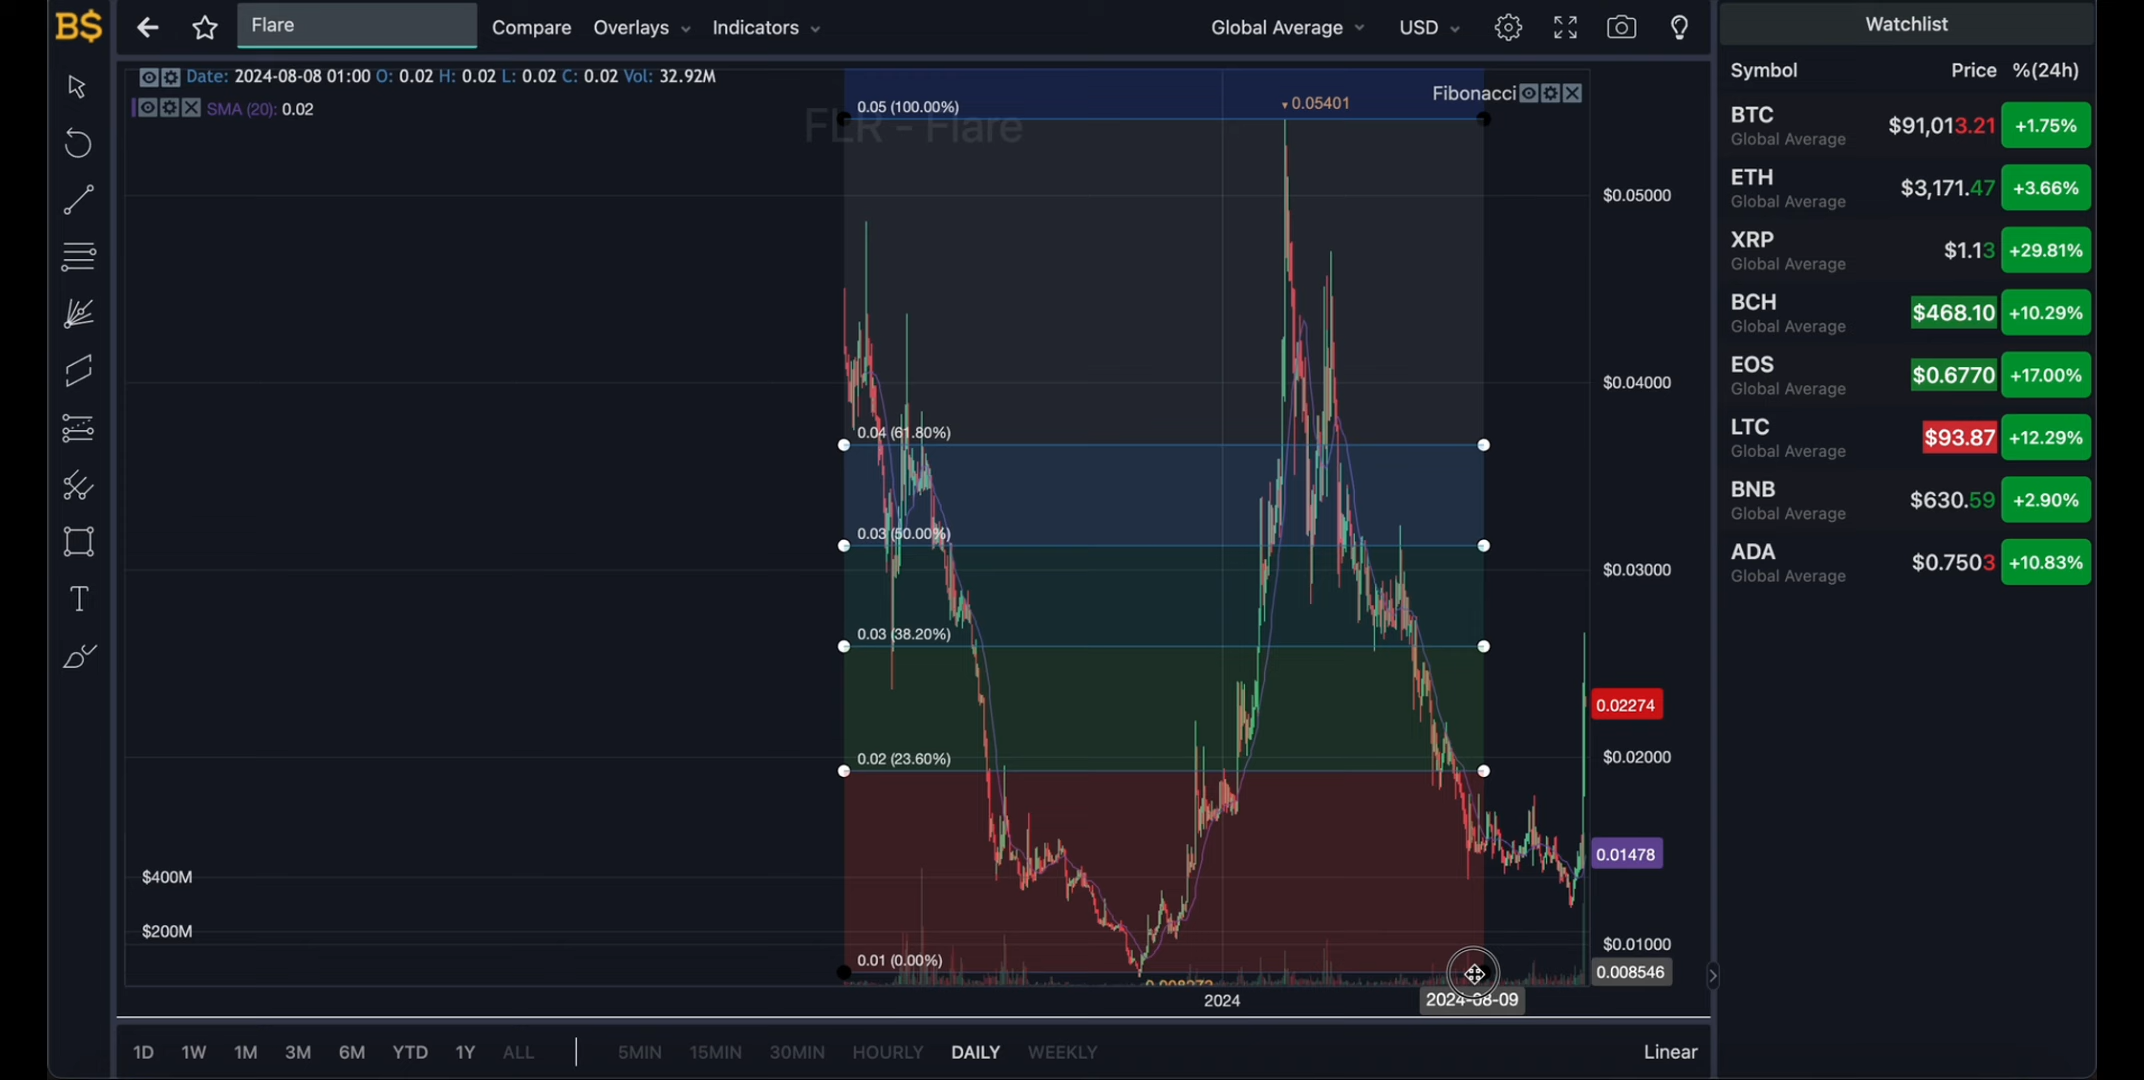 B$
Flare
Compare
Overlays
Indicators
Global Average
USD
Watchlist
Date: 2024-08-08 01:00 O: 0.02 H: 0.02 L: 0.02 C: 0.02 Vol: 32.92M
SMA (20): 0.02
Fibonacci
FLR - Flare
0.05 (100.00%)
0.05401
0.04 (61.80%)
0.03 (50.00%)
0.03 (38.20%)
0.02 (23.60%)
0.01 (0.00%)
$0.05000
$0.04000
$0.03000
0.02274
$0.02000
0.01478
$0.01000
0.008546
$400M
$200M
2024
2024-08-09
Symbol Price %(24h)
BTC $91,013.21 +1.75%
Global Average
ETH $3,171.47 +3.66%
Global Average
XRP $1.13 +29.81%
Global Average
BCH $468.10 +10.29%
Global Average
EOS $0.6770 +17.00%
Global Average
LTC $93.87 +12.29%
Global Average
BNB $630.59 +2.90%
Global Average
ADA $0.7503 +10.83%
Global Average
1D 1W 1M 3M 6M YTD 1Y ALL 5MIN 15MIN 30MIN HOURLY DAILY WEEKLY Linear